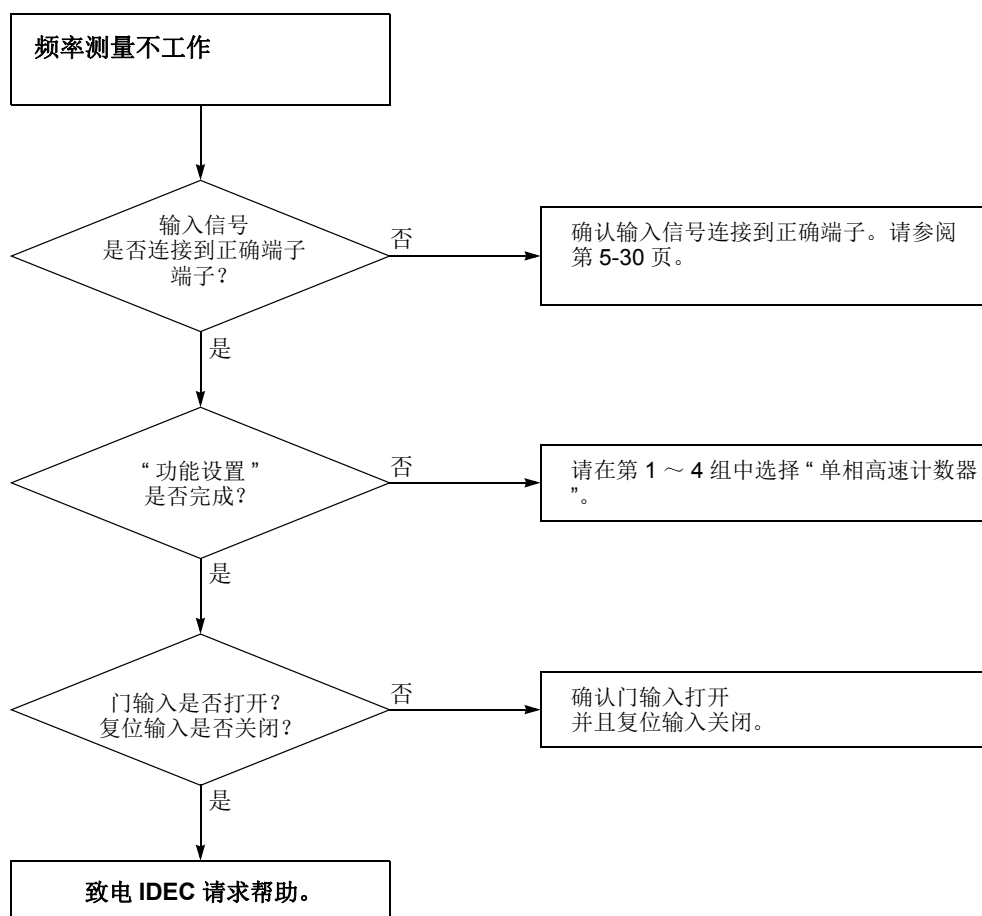 频率测量不工作
输入信号
是否连接到正确端子
端子？
否
确认输入信号连接到正确端子。请参阅
第 5-30 页。
是
“ 功能设置 ”
是否完成？
否
请在第 1 ～ 4 组中选择 “ 单相高速计数器
”。
是
门输入是否打开？
复位输入是否关闭？
否
确认门输入打开
并且复位输入关闭。
是
致电 IDEC 请求帮助。